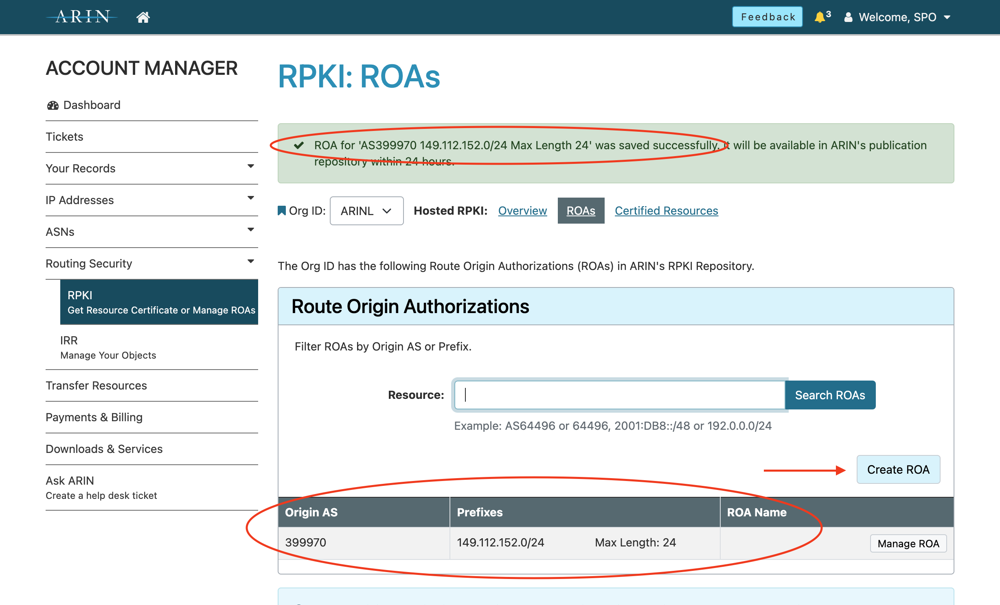 ARIN
Feedback
3
Welcome, SPO
ACCOUNT MANAGER
Dashboard
Tickets
Your Records
IP Addresses
ASNs
Routing Security
RPKI
Get Resource Certificate or Manage ROAs
IRR
Manage Your Objects
Transfer Resources
Payments & Billing
Downloads & Services
Ask ARIN
Create a help desk ticket
RPKI: ROAs
ROA for 'AS399970 149.112.152.0/24 Max Length 24' was saved successfully. It will be available in ARIN's publication
repository within 24 hours.
Org ID: ARINL Hosted RPKI: Overview ROAs Certified Resources
The Org ID has the following Route Origin Authorizations (ROAs) in ARIN's RPKI Repository.
Route Origin Authorizations
Filter ROAs by Origin AS or Prefix.
Resource: Search ROAs
Example: AS64496 or 64496, 2001:DB8::/48 or 192.0.0.0/24
Create ROA
Origin AS Prefixes ROA Name
399970 149.112.152.0/24 Max Length: 24 Manage ROA